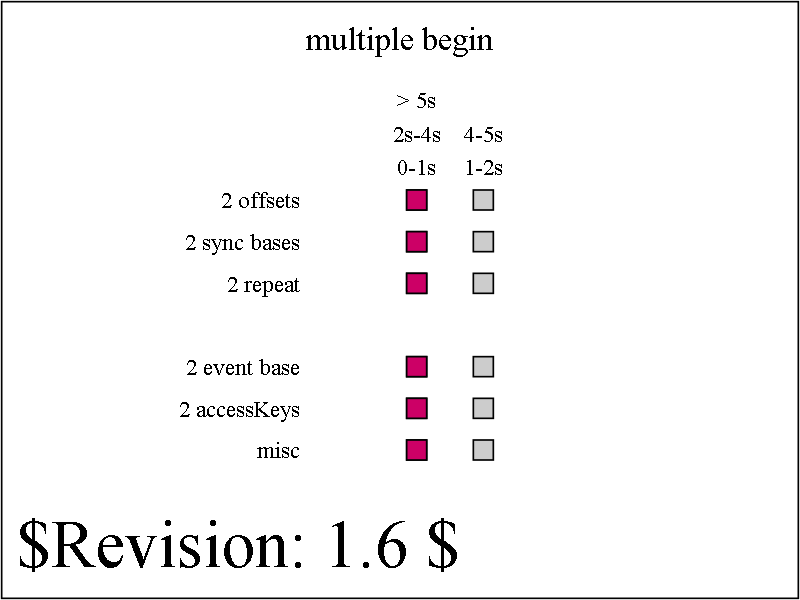 multiple begin
> 5s
2s-4s 4-5s
0-1s 1-2s
2 offsets
2 sync bases
2 repeat
2 event base
2 accessKeys
misc
$Revision: 1.6 $